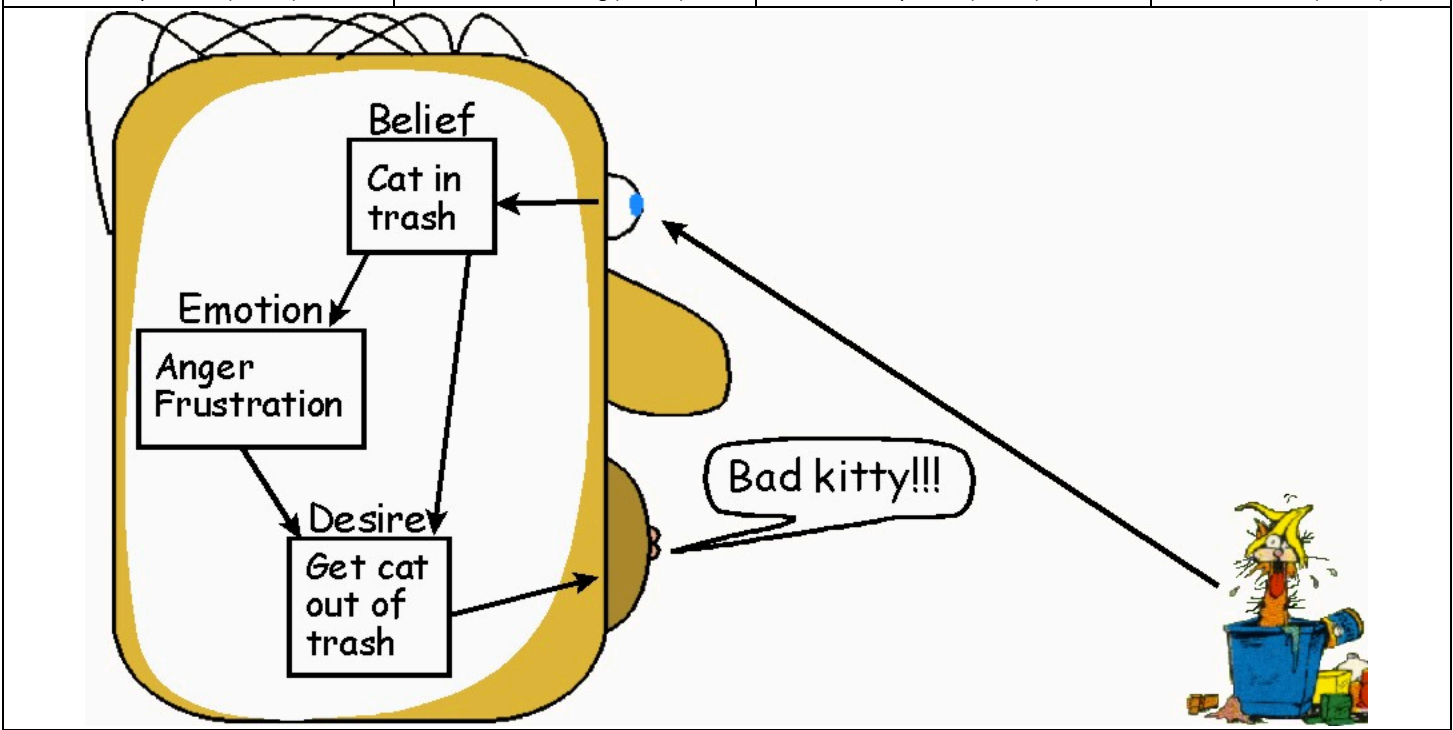 Belief
Cat in
trash
Emotion
Anger
Frustration
Bad kitty!!!
Desire
Get cat
out of
trash